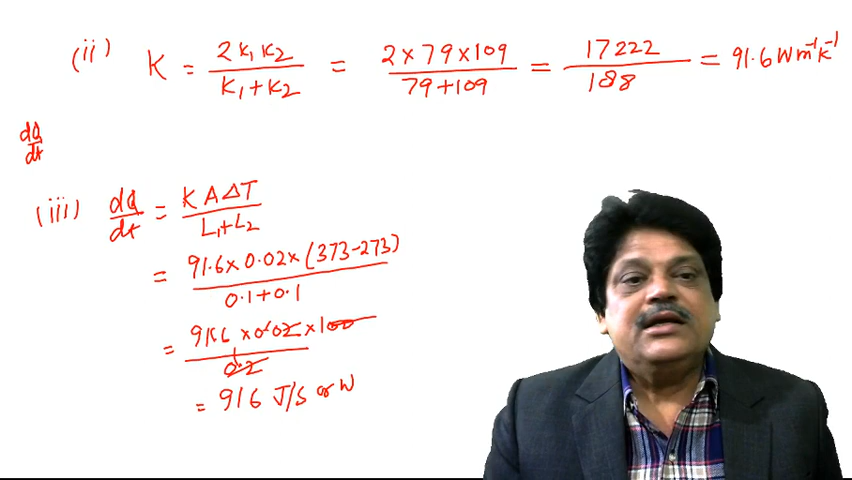 (ii) K = 2K₁K₂/K₁+K₂ = 2×79×109/79+109 = 17222/188 = 91.6 Wm⁻¹K⁻¹
dQ/dt
(iii) dQ/dt = KAΔT/L₁+L₂
= 91.6×0.02×(373-273)/0.1+0.1
= 91.6×0.02×100/0.2
= 916 J/S or W